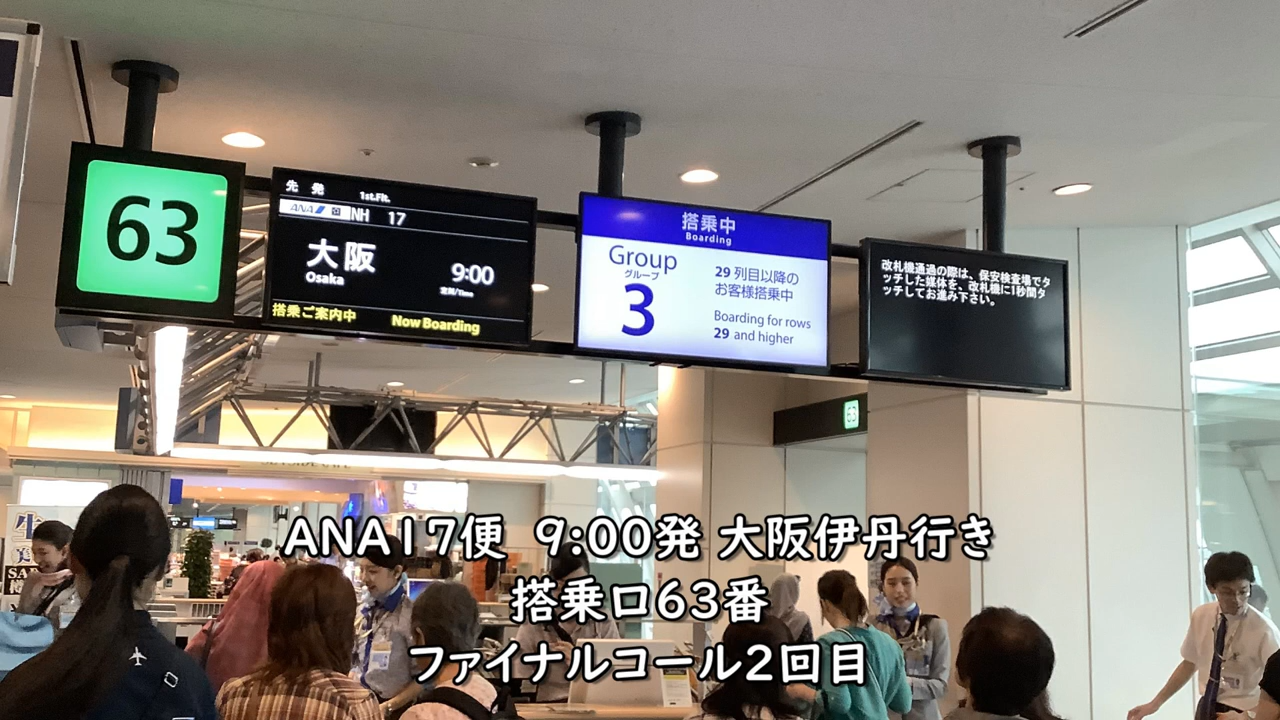 63
先発
1st.Flt.
ANA NH 17
大阪
Osaka
9:00
定刻/Time
搭乗ご案内中 Now Boarding
搭乗中
Boarding
Group
グループ
3
29 列目以降の
お客様搭乗中
Boarding for rows
29 and higher
改札機通過の際は、保安検査場でタ
ッチした媒体を、改札機に1秒間タ
ッチしてお進み下さい。
63
ANA17便 9:00発 大阪伊丹行き
搭乗口63番
ファイナルコール2回目